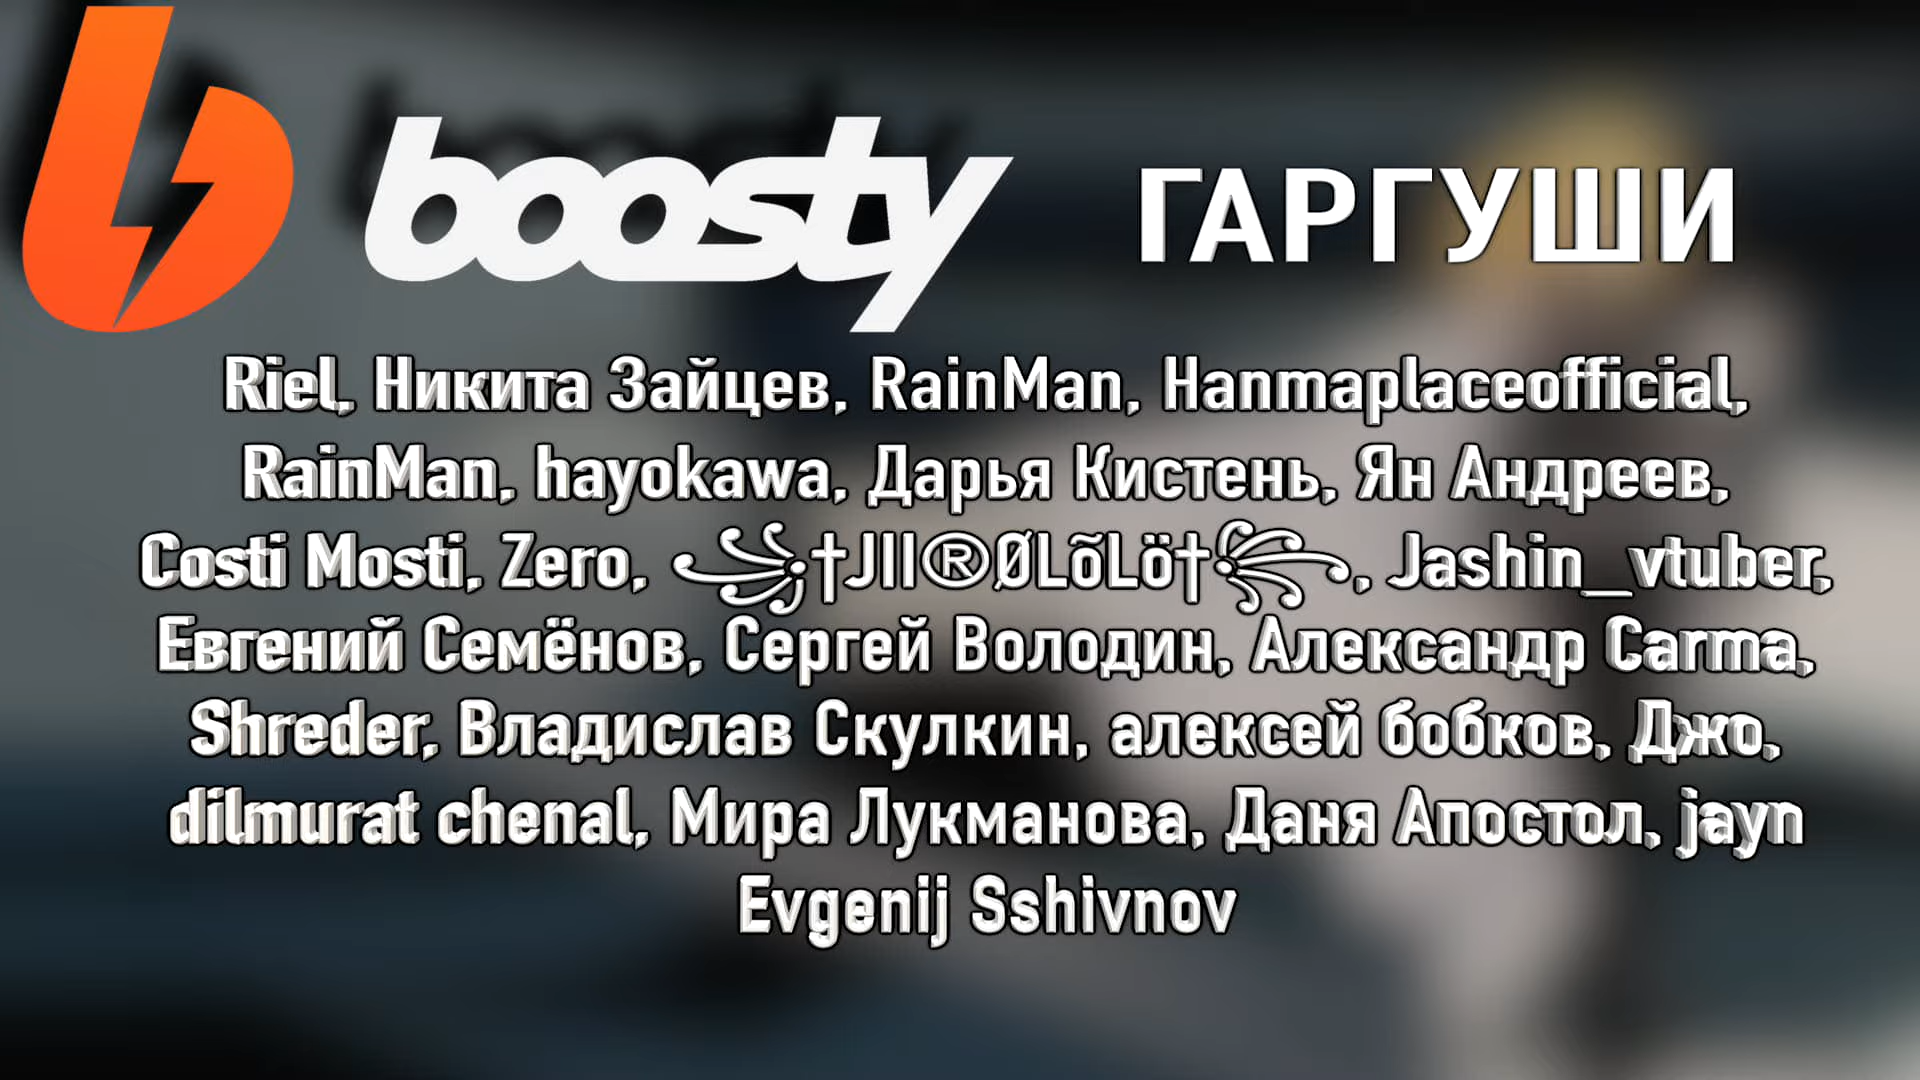 boosty ГАРГУШИ
Riel, Никита Зайцев, RainMan, Hanmaplaceofficial,
RainMan, hayokawa, Дарья Кистень, Ян Андреев,
Costi Mosti, Zero, ꧁†JII®ØLõLö†꧂, Jashin_vtuber,
Евгений Семёнов, Сергей Володин, Александр Carma,
Shreder, Владислав Скулкин, алексей бобков, Джо,
dilmurat chenal, Мира Лукманова, Даня Апостол, jayn
Evgenij Sshivnov